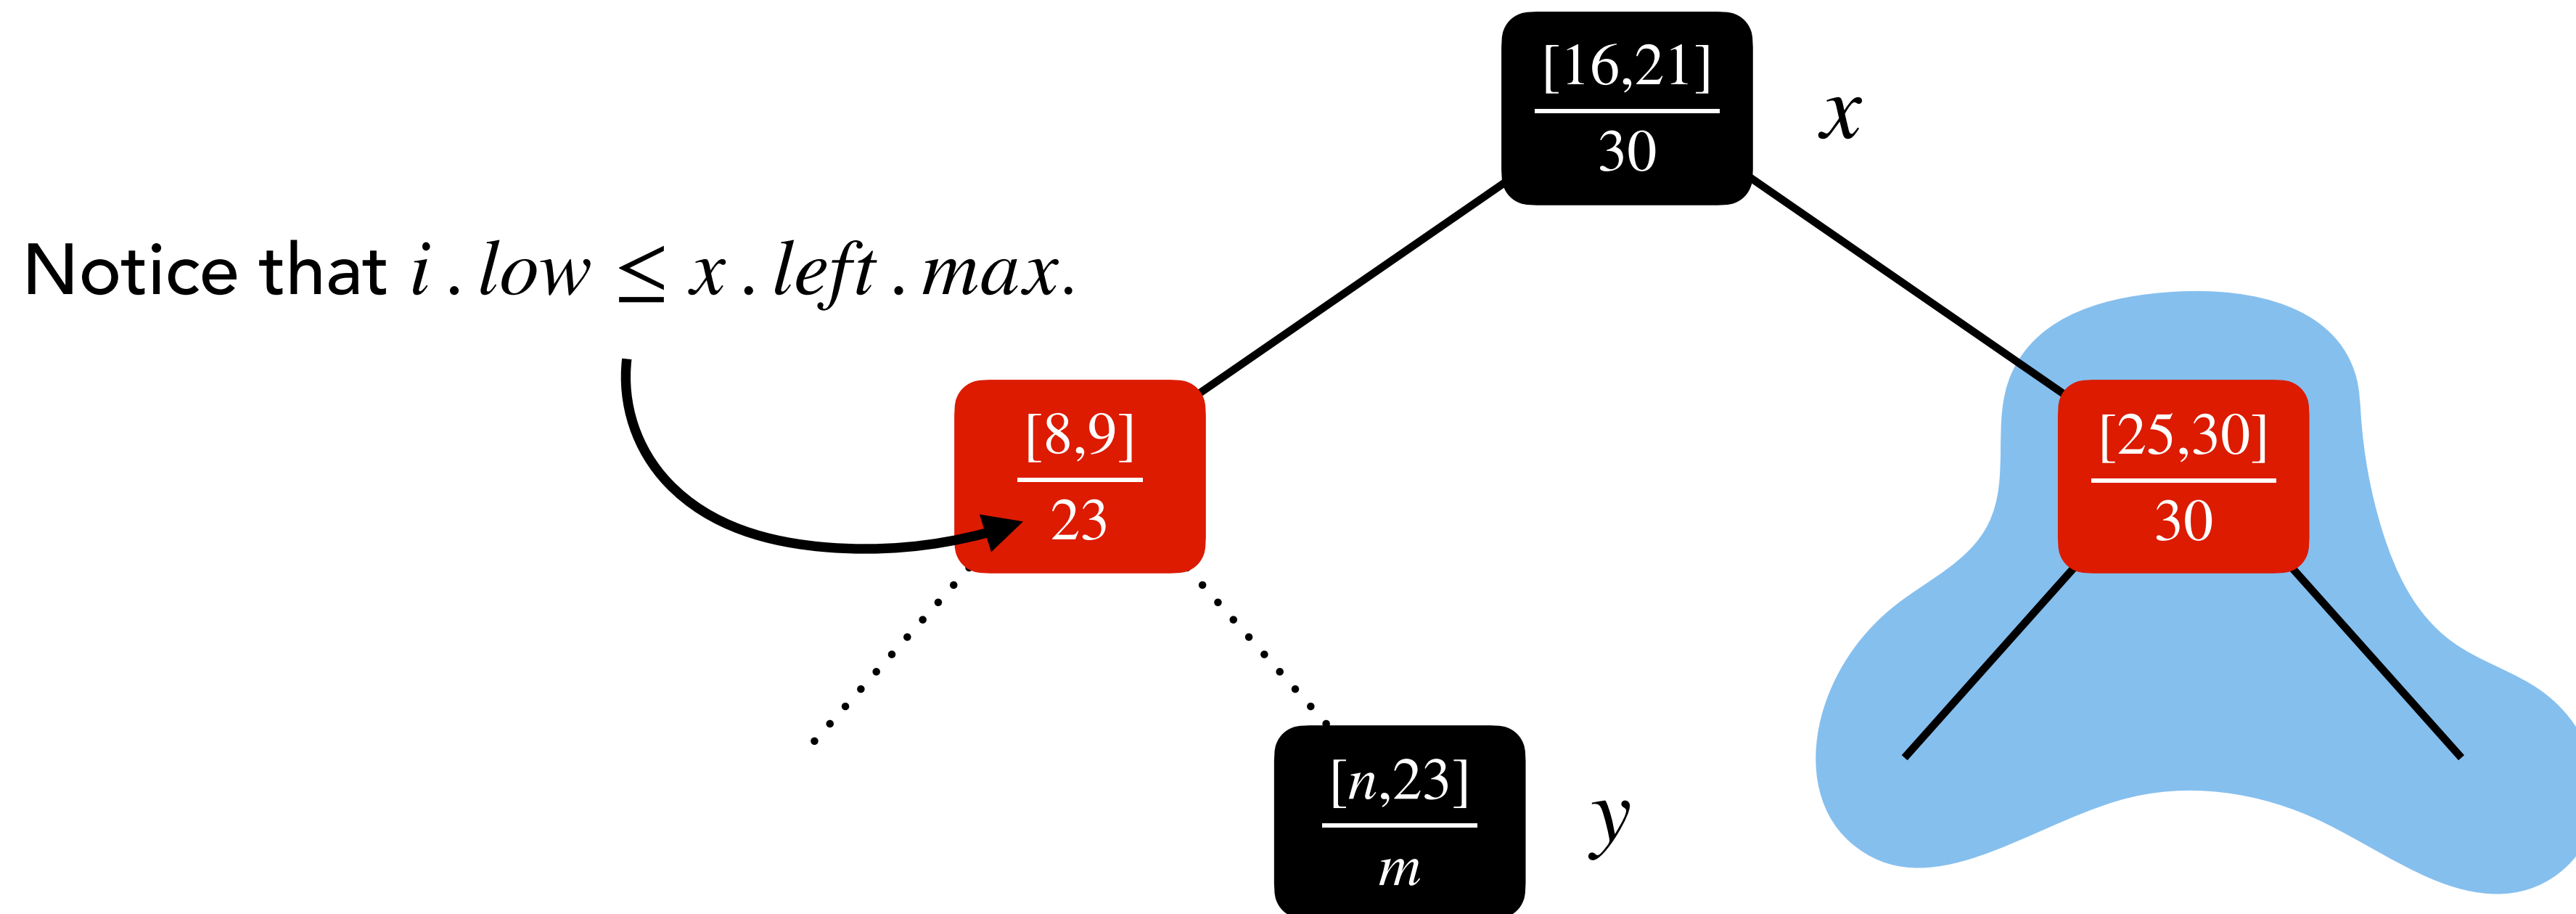 [16,21]
30
x
Notice that i . low ≤ x . left . max.
[8,9]
23
[25,30]
30
[n,23]
m
y